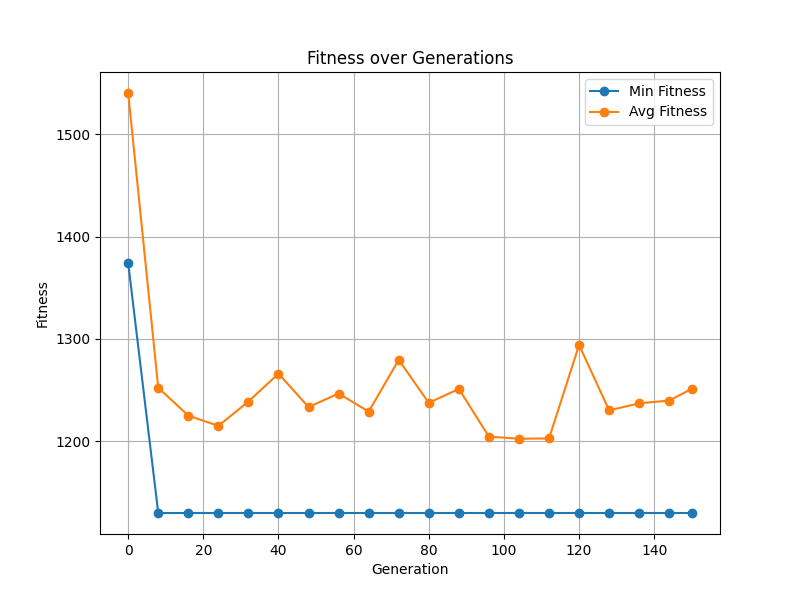 Fitness over Generations
Min Fitness
Avg Fitness
1500
1400
1300
1200
Fitness
0 20 40 60 80 100 120 140
Generation